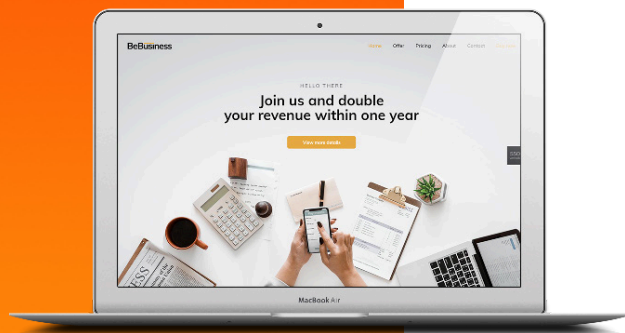 BeBusiness
Home Offer Pricing About Contact
HELLO THERE
Join us and double
your revenue within one year
View more details
MacBook Air